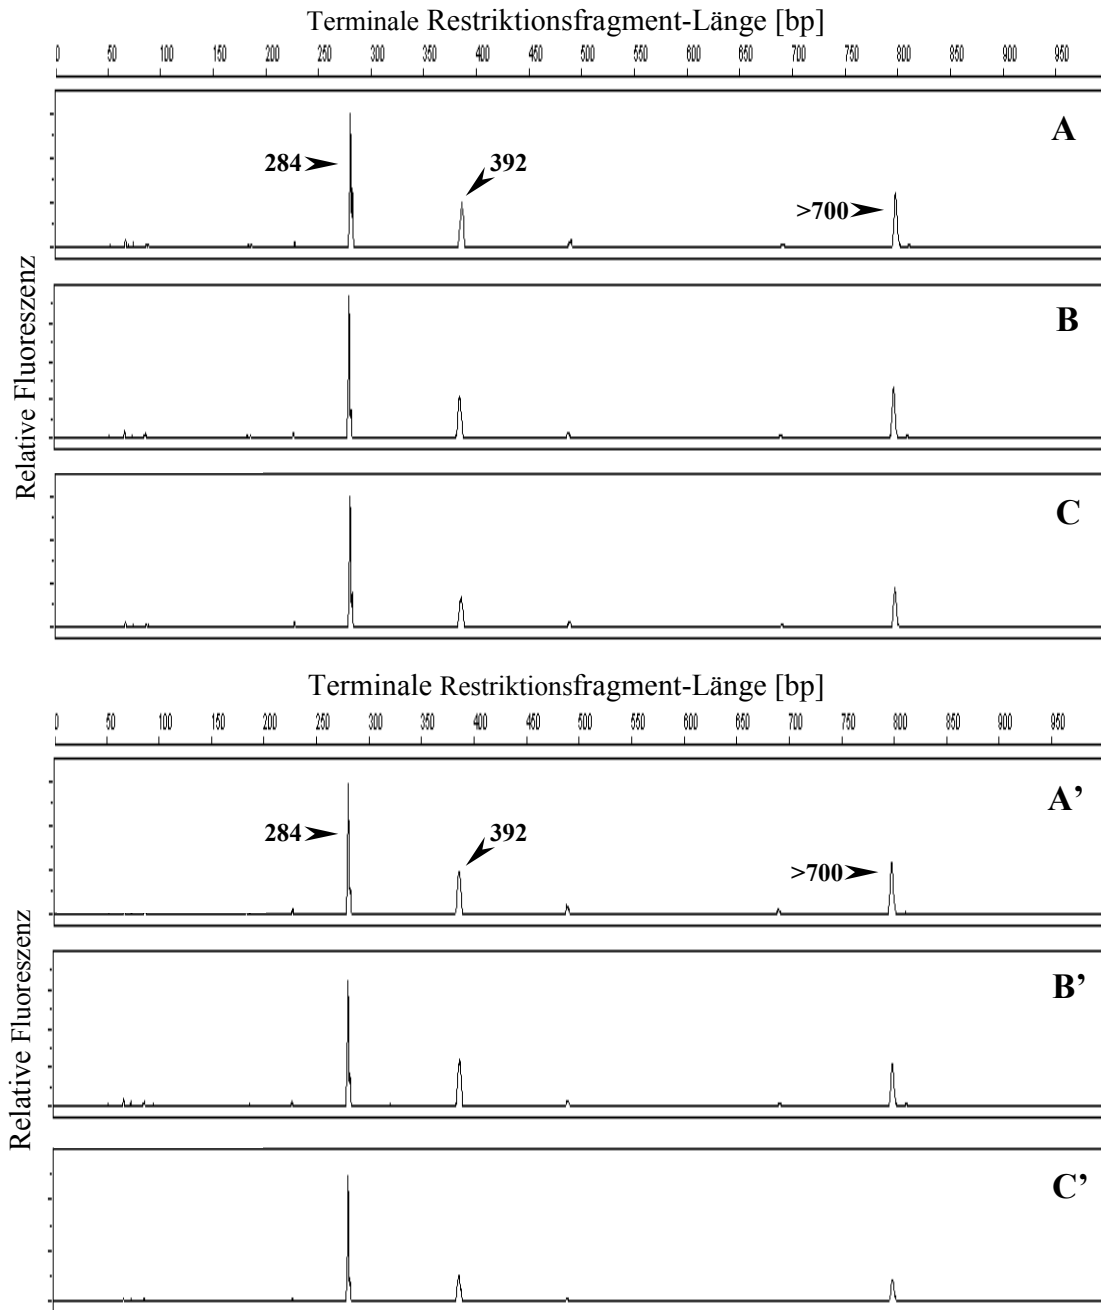 Terminale Restriktionsfragment-Länge [bp]
0 50 100 150 200 250 300 350 400 450 500 550 600 650 700 750 800 850 900 950
A
284
392
>700
B
Relative Fluoreszenz
C
Terminale Restriktionsfragment-Länge [bp]
0 50 100 150 200 250 300 350 400 450 500 550 600 650 700 750 800 850 900 950
A’
284
392
>700
B’
Relative Fluoreszenz
C’